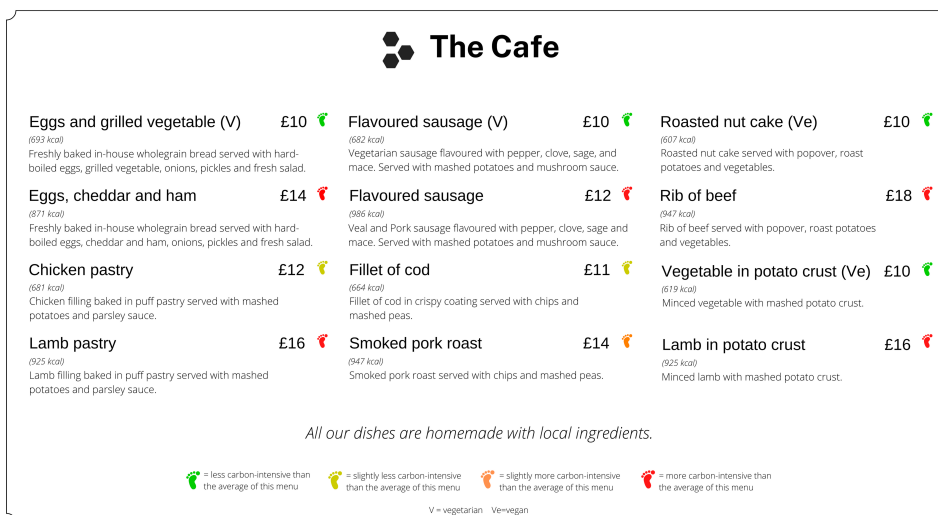 The Cafe
Eggs and grilled vegetable (V) £10
(693 kcal)
Freshly baked in-house wholegrain bread served with hard-
boiled eggs, grilled vegetable, onions, pickles and fresh salad.
Eggs, cheddar and ham £14
(871 kcal)
Freshly baked in-house wholegrain bread served with hard-
boiled eggs, cheddar and ham, onions, pickles and fresh salad.
Chicken pastry £12
(681 kcal)
Chicken filling baked in puff pastry served with mashed
potatoes and parsley sauce.
Lamb pastry £16
(925 kcal)
Lamb filling baked in puff pastry served with mashed
potatoes and parsley sauce.
Flavoured sausage (V) £10
(682 kcal)
Vegetarian sausage flavoured with pepper, clove, sage, and
mace. Served with mashed potatoes and mushroom sauce.
Flavoured sausage £12
(986 kcal)
Veal and Pork sausage flavoured with pepper, clove, sage and
mace. Served with mashed potatoes and mushroom sauce.
Fillet of cod £11
(664 kcal)
Fillet of cod in crispy coating served with chips and
mashed peas.
Smoked pork roast £14
(947 kcal)
Smoked pork roast served with chips and mashed peas.
Roasted nut cake (Ve) £10
(607 kcal)
Roasted nut cake served with popover, roast
potatoes and vegetables.
Rib of beef £18
(947 kcal)
Rib of beef served with popover, roast potatoes
and vegetables.
Vegetable in potato crust (Ve) £10
(619 kcal)
Minced vegetable with mashed potato crust.
Lamb in potato crust £16
(925 kcal)
Minced lamb with mashed potato crust.
All our dishes are homemade with local ingredients.
= less carbon-intensive than
the average of this menu
= slightly less carbon-intensive
than the average of this menu
= slightly more carbon-intensive
than the average of this menu
= more carbon-intensive than
the average of this menu
V = vegetarian Ve=vegan